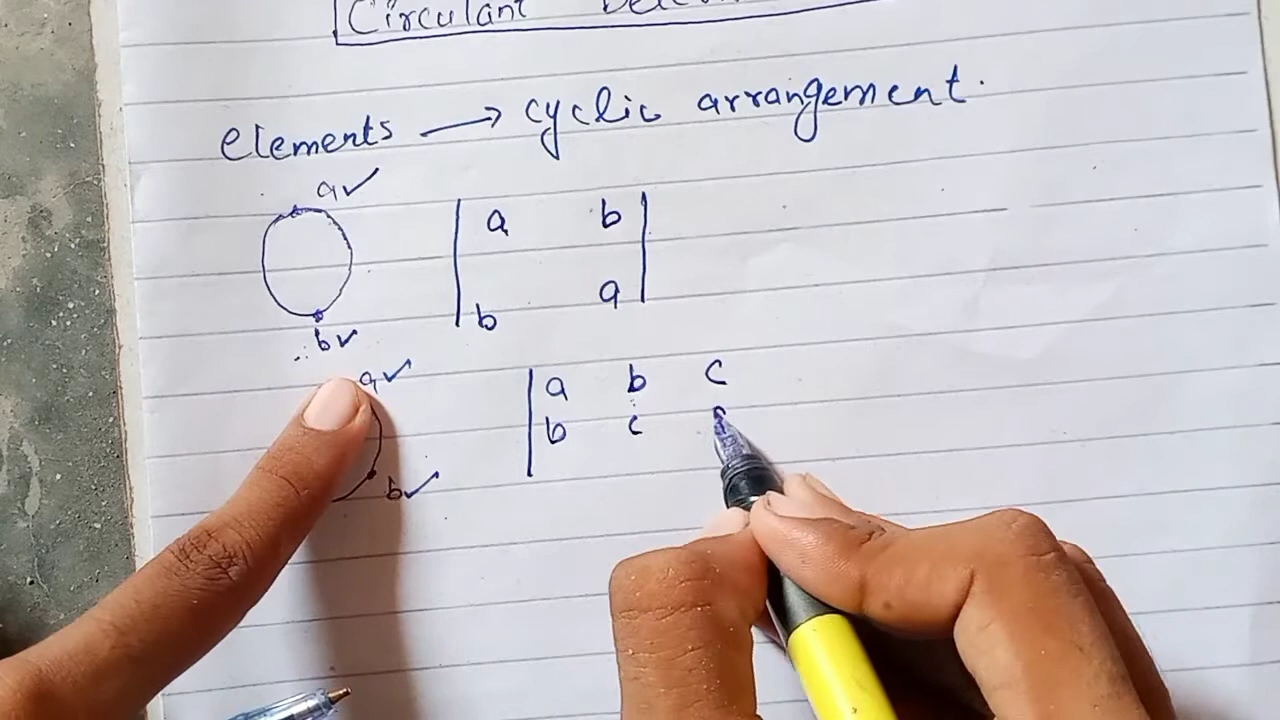 Circulant
elements → cyclic arrangement.
a✓
a b
b a
b✓
a✓
a b c
b c
b✓